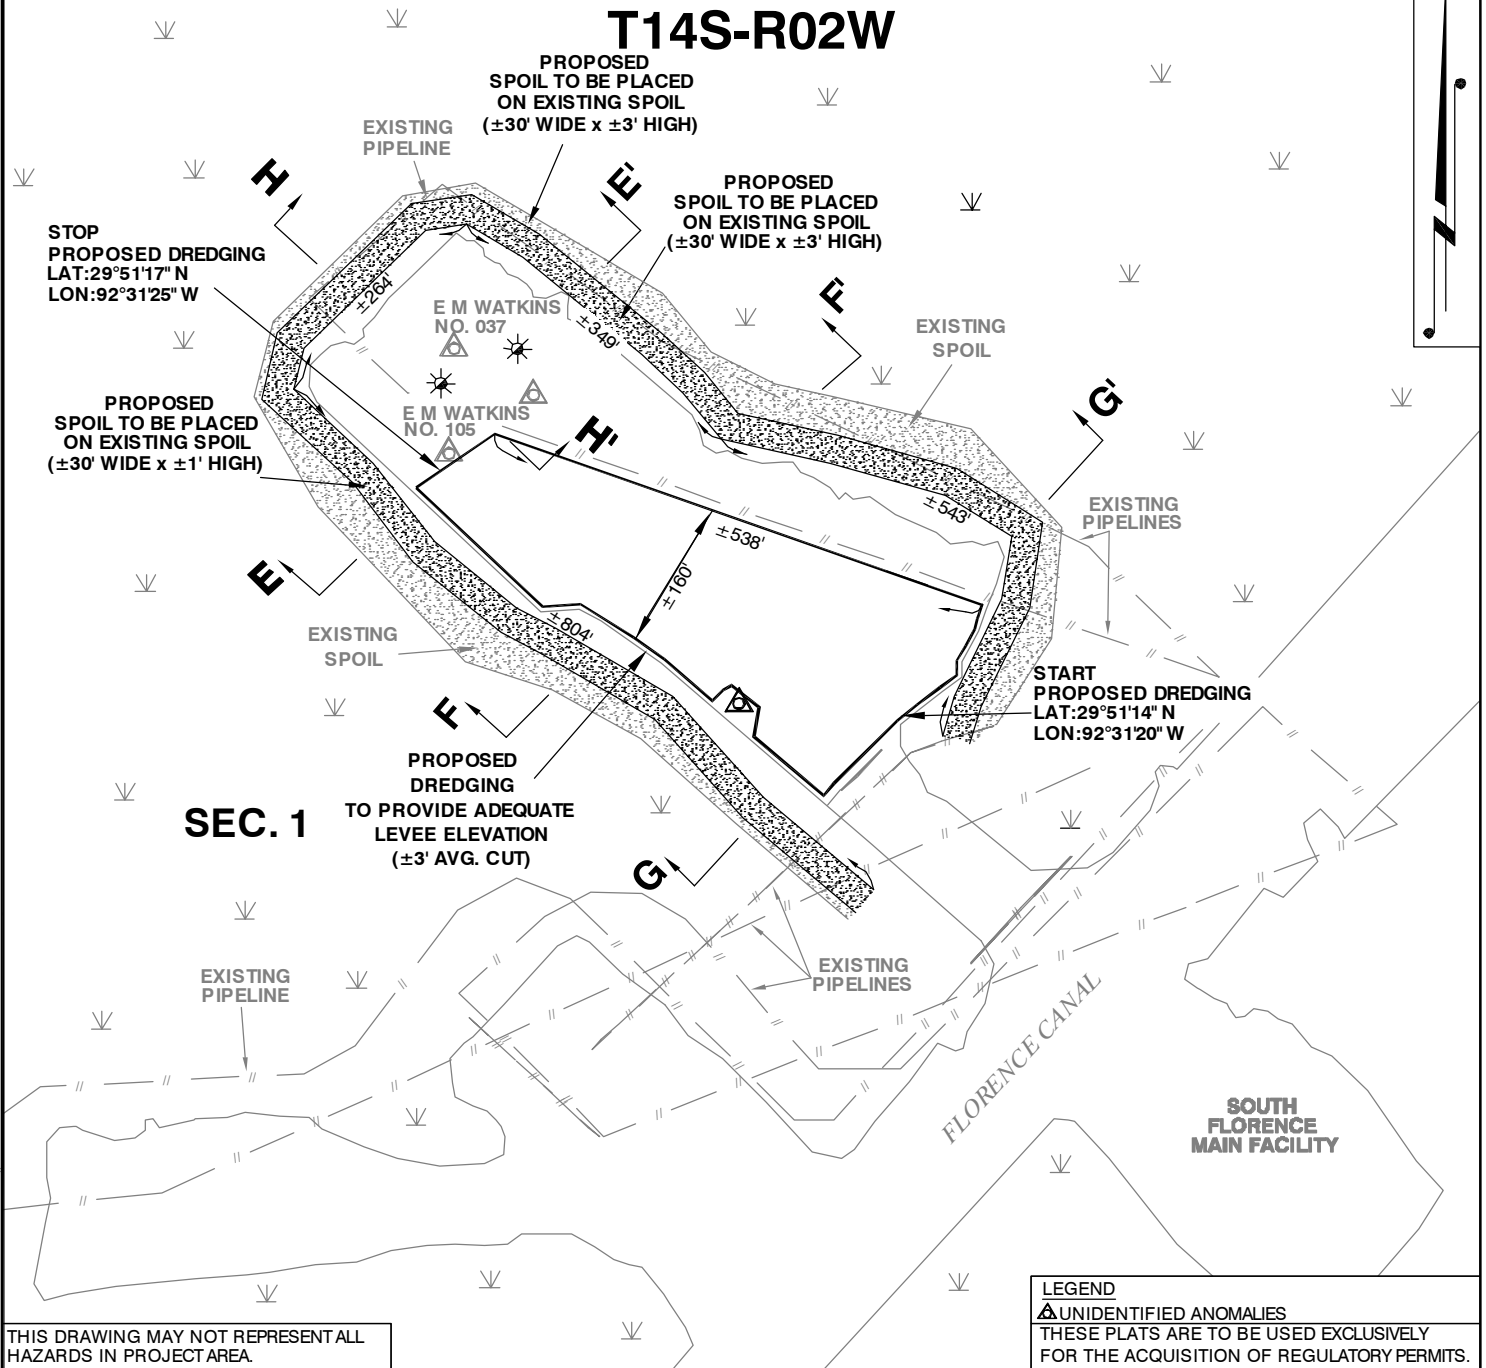 T14S-R02W
PROPOSED
SPOIL TO BE PLACED
ON EXISTING SPOIL
(±30' WIDE x ±3' HIGH)
EXISTING
PIPELINE
H
E'
PROPOSED
SPOIL TO BE PLACED
ON EXISTING SPOIL
(±30' WIDE x ±3' HIGH)
STOP
PROPOSED DREDGING
LAT:29°51'17" N
LON:92°31'25" W
±264'
E M WATKINS
NO. 037
±349'
F'
EXISTING
SPOIL
PROPOSED
SPOIL TO BE PLACED
ON EXISTING SPOIL
(±30' WIDE x ±1' HIGH)
E M WATKINS
NO. 105
H'
G'
±543'
EXISTING
PIPELINES
±538'
±160'
E
±804'
EXISTING
SPOIL
START
PROPOSED DREDGING
LAT:29°51'14" N
LON:92°31'20" W
F
PROPOSED
DREDGING
TO PROVIDE ADEQUATE
LEVEE ELEVATION
(±3' AVG. CUT)
SEC. 1
G
EXISTING
PIPELINE
EXISTING
PIPELINES
FLORENCE CANAL
SOUTH
FLORENCE
MAIN FACILITY
LEGEND
UNIDENTIFIED ANOMALIES
THESE PLATS ARE TO BE USED EXCLUSIVELY
FOR THE ACQUISITION OF REGULATORY PERMITS.
THIS DRAWING MAY NOT REPRESENT ALL
HAZARDS IN PROJECT AREA.